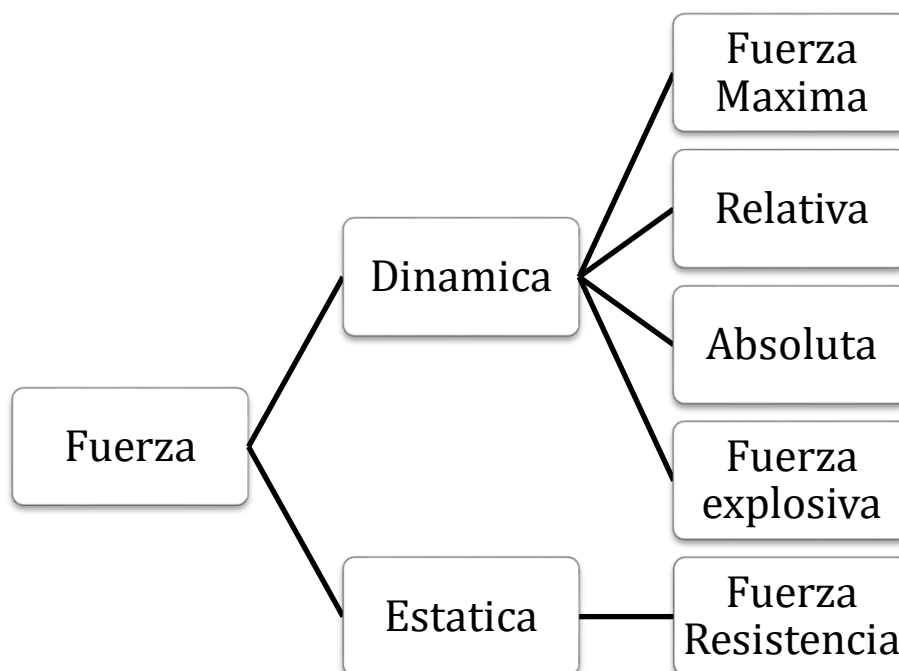 Fuerza
Dinamica
Fuerza
Maxima
Relativa
Absoluta
Fuerza
explosiva
Estatica
Fuerza
Resistencia